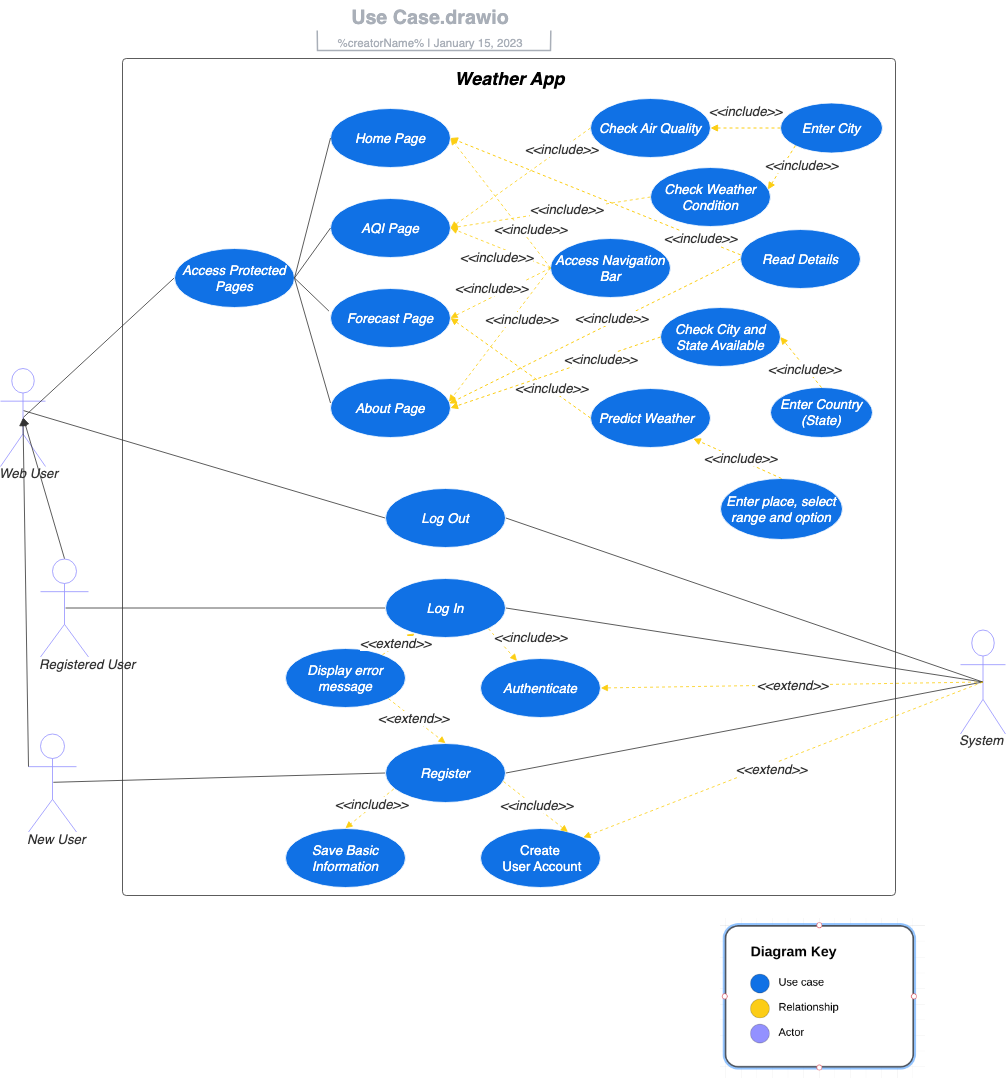 Use Case.drawio
%creatorName% | January 15, 2023
Weather App
Home Page
Check Air Quality
<<include>>
Enter City
<<include>>
<<include>>
Check Weather
Condition
AQI Page
<<include>>
<<include>>
<<include>>
Access Protected
Pages
<<include>>
Access Navigation
Bar
Read Details
<<include>>
Forecast Page
<<include>>
<<include>>
Check City and
State Available
<<include>>
<<include>>
About Page
<<include>>
Predict Weather
Enter Country
(State)
Web User
<<include>>
Enter place, select
range and option
Log Out
Log In
<<extend>>
<<include>>
Registered User
Display error
message
Authenticate
<<extend>>
System
<<extend>>
Register
<<extend>>
<<include>>
<<include>>
New User
Save Basic
Information
Create
User Account
Diagram Key
Use case
Relationship
Actor